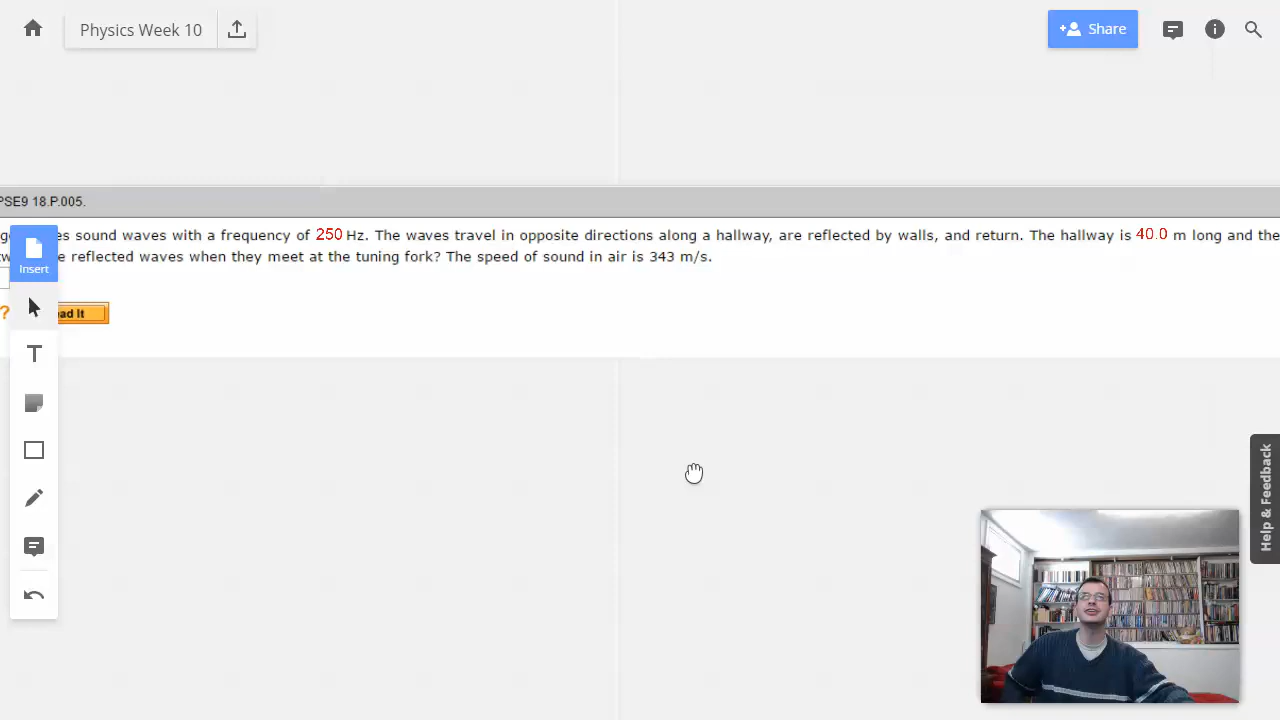 Physics Week 10
Share
PSE9 18.P.005.
es sound waves with a frequency of 250 Hz. The waves travel in opposite directions along a hallway, are reflected by walls, and return. The hallway is 40.0 m long and the
e reflected waves when they meet at the tuning fork? The speed of sound in air is 343 m/s.
Insert
?
ad It
T
Help & Feedback